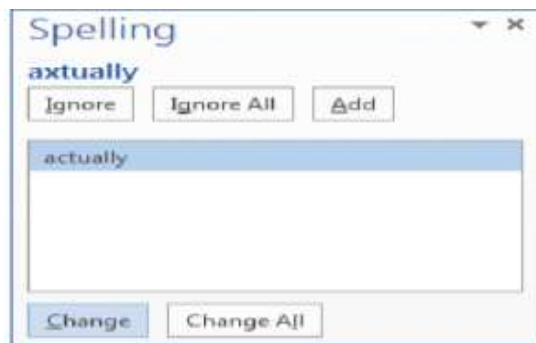 Spelling
axtually
Ignore Ignore All Add
actually
Change Change All